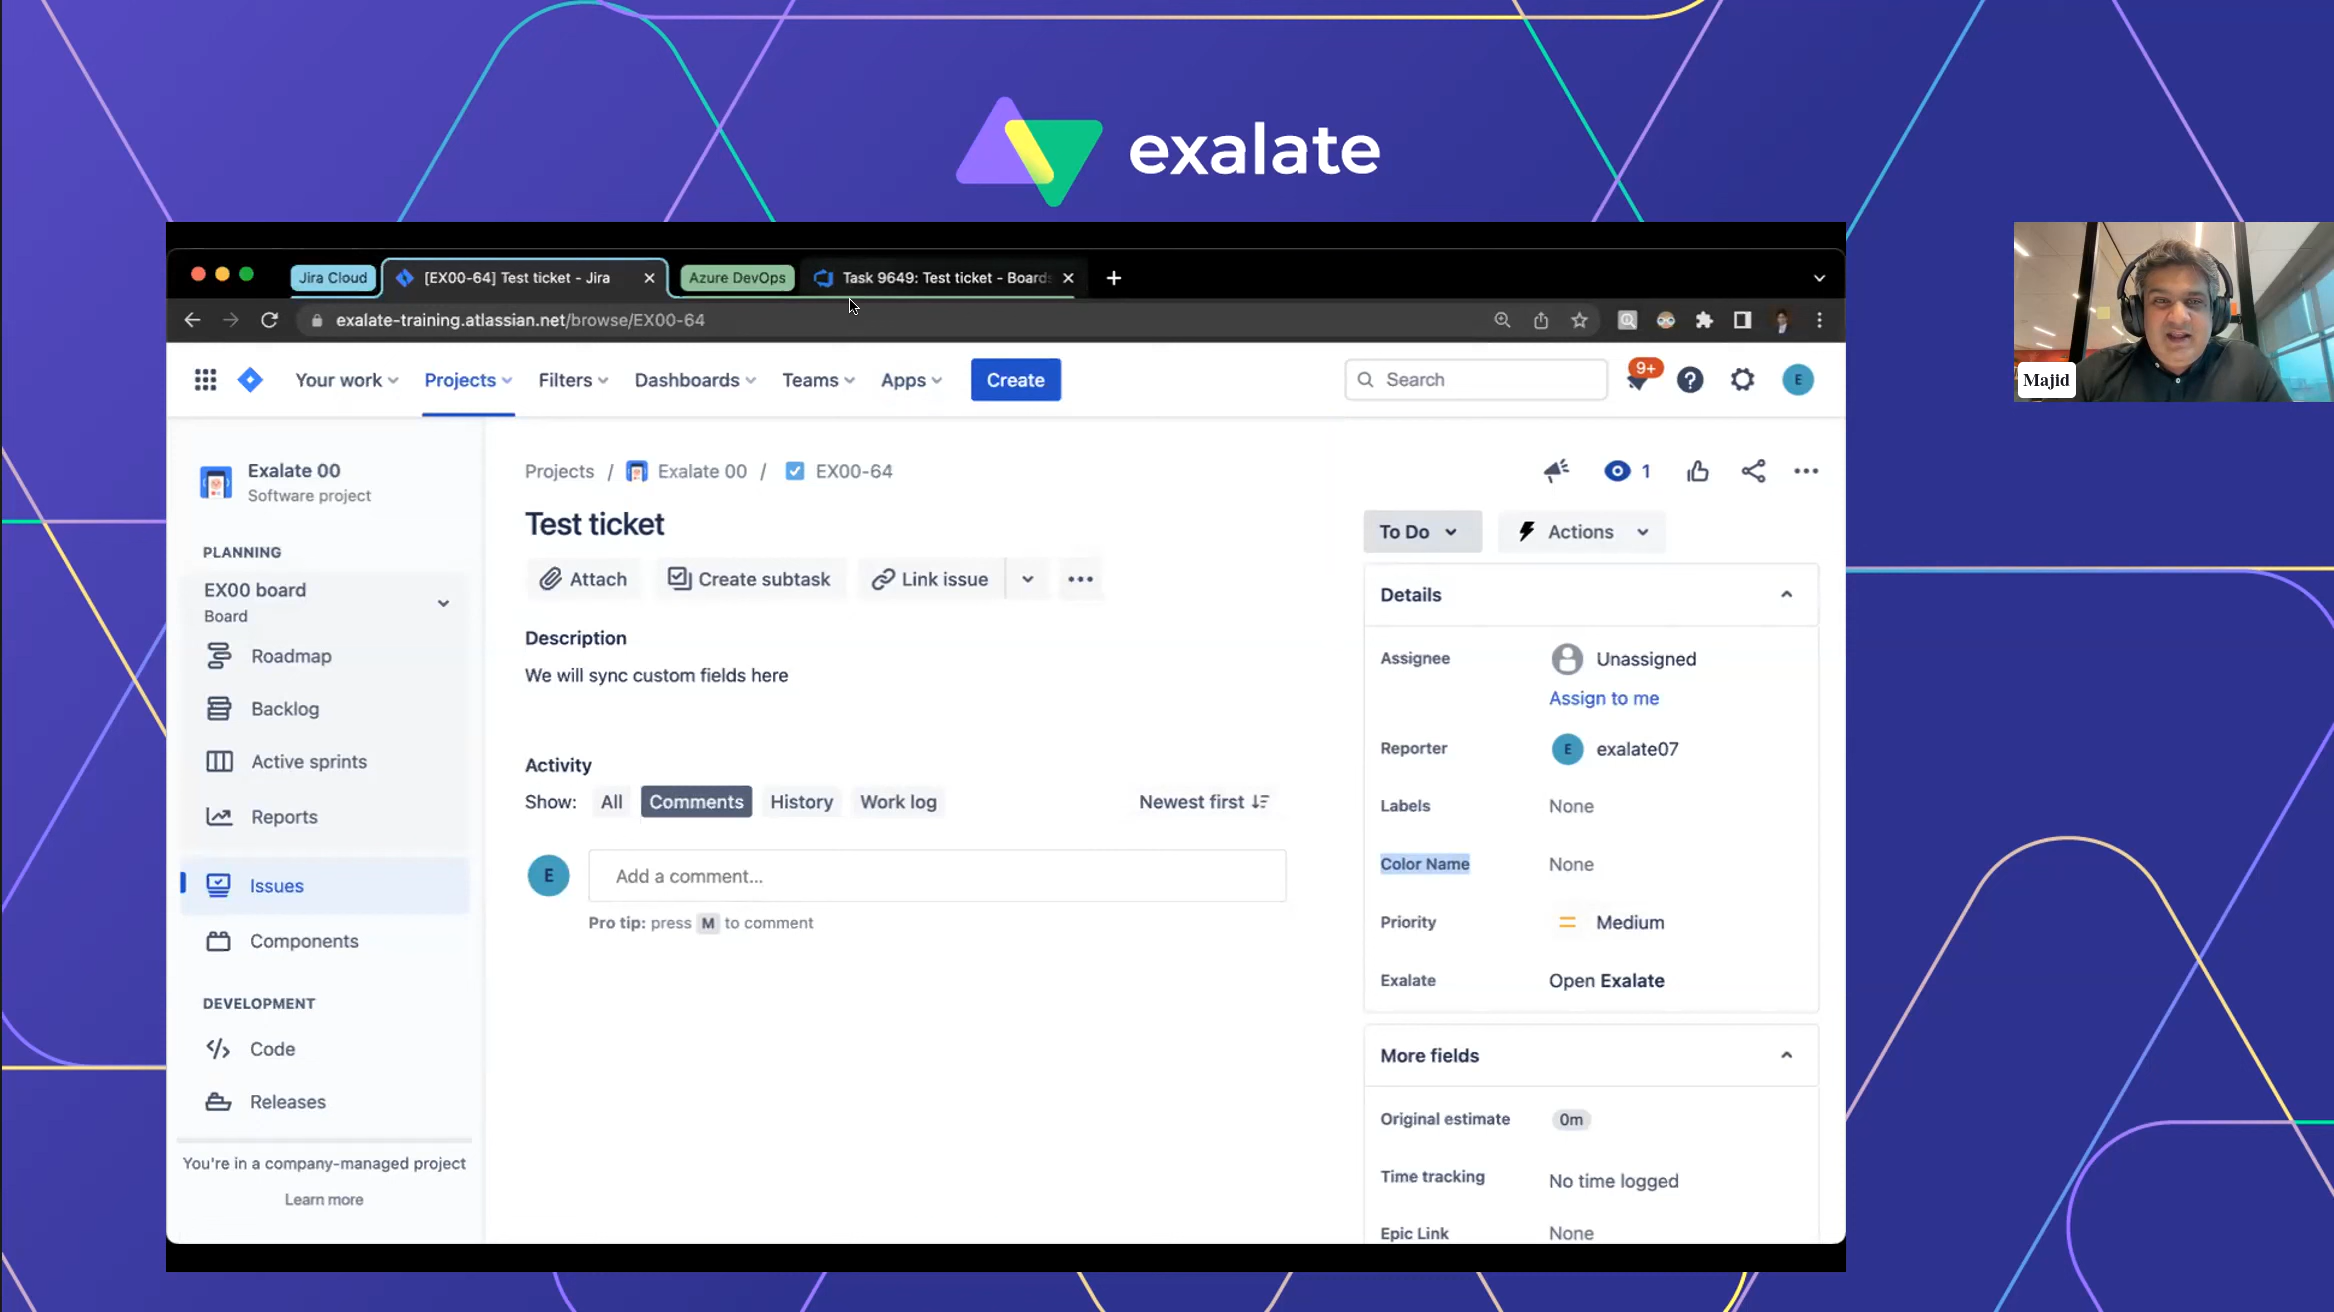 exalate
Jira Cloud
[EX00-64] Test ticket - Jira
Azure DevOps
Task 9649: Test ticket - Boards
exalate-training.atlassian.net/browse/EX00-64
Your work
Projects
Filters
Dashboards
Teams
Apps
Create
Search
9+
E
Majid
Exalate 00
Software project
PLANNING
EX00 board
Board
Roadmap
Backlog
Active sprints
Reports
Issues
Components
DEVELOPMENT
Code
Releases
You're in a company-managed project
Learn more
Projects / Exalate 00 / EX00-64
1
Test ticket
Attach
Create subtask
Link issue
Description
We will sync custom fields here
Activity
Show: All Comments History Work log
Newest first
E
Add a comment...
Pro tip: press M to comment
To Do
Actions
Details
Assignee
Unassigned
Assign to me
Reporter
E
exalate07
Labels
None
Color Name
None
Priority
Medium
Exalate
Open Exalate
More fields
Original estimate
0m
Time tracking
No time logged
Epic Link
None